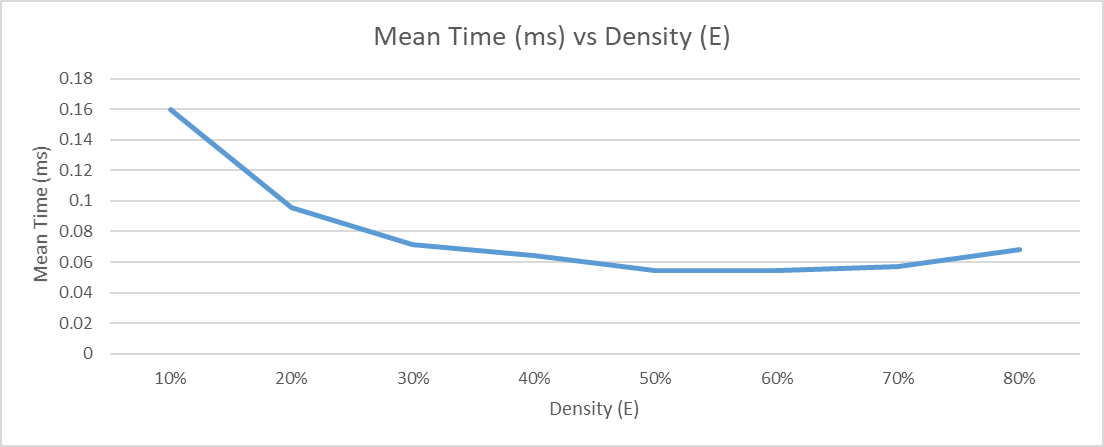 Mean Time (ms) vs Density (E)
Mean Time (ms)
0.18
0.16
0.14
0.12
0.1
0.08
0.06
0.04
0.02
0
10% 20% 30% 40% 50% 60% 70% 80%
Density (E)